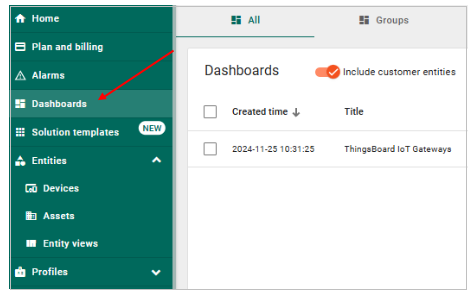 Home
Plan and billing
Alarms
Dashboards
Solution templates NEW
Entities
Devices
Assets
Entity views
Profiles
All Groups
Dashboards Include customer entities
Created time ↓ Title
2024-11-25 10:31:25 ThingsBoard IoT Gateways